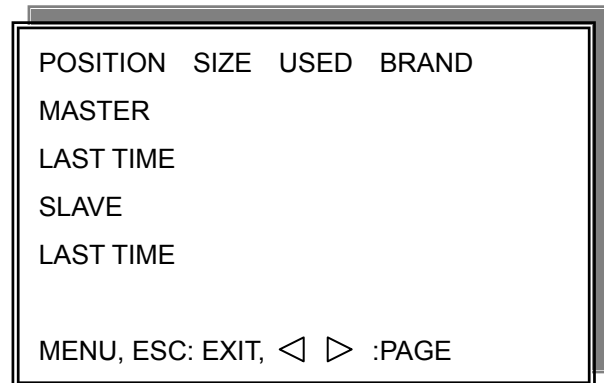 POSITION SIZE USED BRAND
MASTER
LAST TIME
SLAVE
LAST TIME
MENU, ESC: EXIT, ◁ ▷ :PAGE